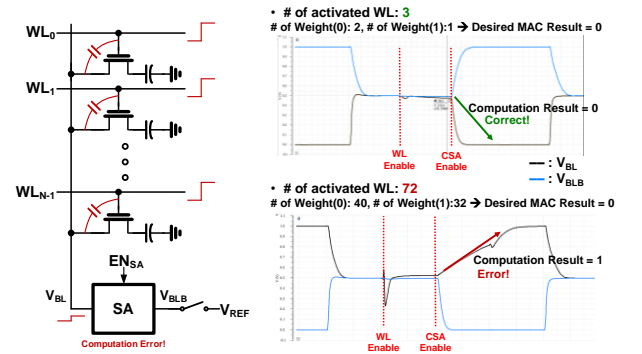 WL0
WL1
WLN-1
ENSA
VBL
SA
VBLB
VREF
Computation Error!
• # of activated WL: 3
# of Weight(0): 2, # of Weight(1):1 → Desired MAC Result = 0
Computation Result = 0
Correct!
WL
Enable
CSA
Enable
: VBL
: VBLB
• # of activated WL: 72
# of Weight(0): 40, # of Weight(1):32 → Desired MAC Result = 0
Computation Result = 1
Error!
WL
Enable
CSA
Enable